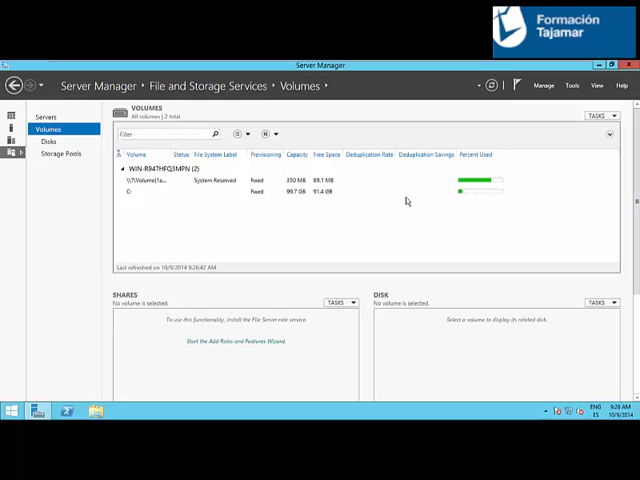 Formación
Tajamar
Server Manager
Server Manager ▸ File and Storage Services ▸ Volumes ▸
Manage Tools View Help
Servers
Volumes
Disks
Storage Pools
VOLUMES
All volumes | 2 total
TASKS
Filter
Volume Status File System Label Provisioning Capacity Free Space Deduplication Rate Deduplication Savings Percent Used
WIN-R947HFQ3MPN (2)
\\?\Volume{1a... System Reserved Fixed 350 MB 89.1 MB
C: Fixed 99.7 GB 91.4 GB
Last refreshed on 10/9/2014 9:26:42 AM
SHARES
No volume is selected.
TASKS
To use this functionality, install the File Server role service.
Start the Add Roles and Features Wizard.
DISK
No volume is selected.
TASKS
Select a volume to display its related disk.
ENG
ES
9:26 AM
10/9/2014